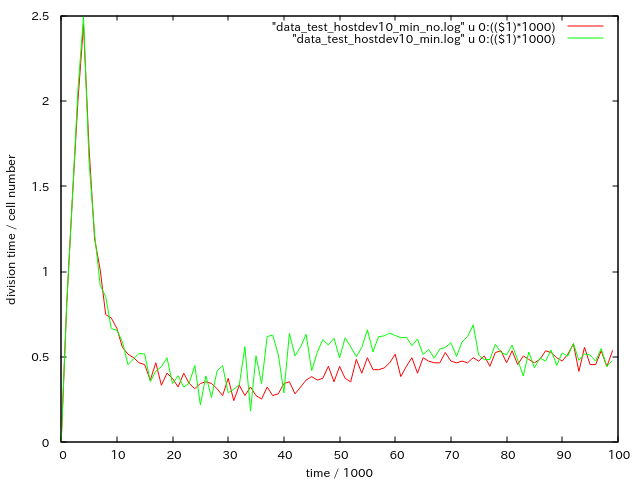 "data_test_hostdev10_min_no.log" u 0:(($1)*1000)
"data_test_hostdev10_min.log" u 0:(($1)*1000)
2.5
2
1.5
1
0.5
0
division time / cell number
0 10 20 30 40 50 60 70 80 90 100
time / 1000